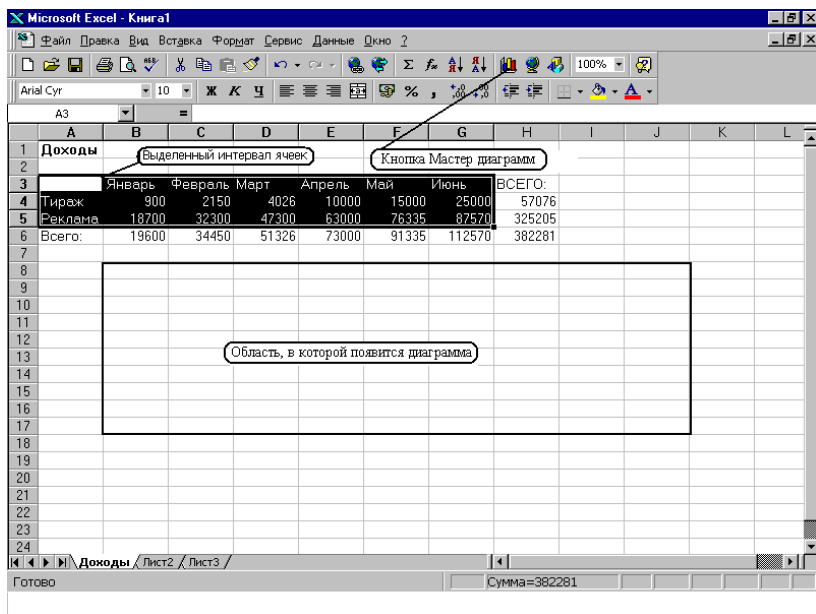 Microsoft Excel - Книга1
Файл Правка Вид Вставка Формат Сервис Данные Окно ?
100%
Arial Cyr 10 Ж К Ч % ,
A3 =
A B C D E F G H I J K L
1 Доходы
Выделенный интервал ячеек
Кнопка Мастер диаграмм
2
3 Январь Февраль Март Апрель Май Июнь ВСЕГО:
4 Тираж 900 2150 4026 10000 15000 25000 57076
5 Реклама 18700 32300 47300 63000 76335 87570 325205
6 Всего: 19600 34450 51326 73000 91335 112570 382281
7
8
9
10
11
12
Область, в которой появится диаграмма
13
14
15
16
17
18
19
20
21
22
23
24
Доходы Лист2 Лист3
Готово Сумма=382281